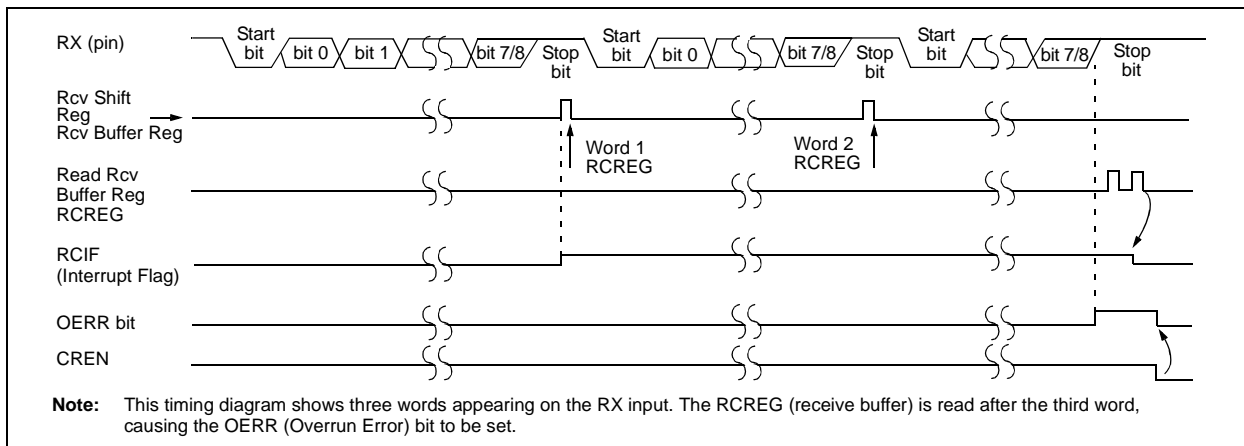 RX (pin)
Start bit
bit 0
bit 1
bit 7/8
Stop bit
Start bit
bit 0
bit 7/8
Stop bit
Start bit
bit 7/8
Stop bit
Rcv Shift
Reg
Rcv Buffer Reg
Word 1
RCREG
Word 2
RCREG
Read Rcv
Buffer Reg
RCREG
RCIF
(Interrupt Flag)
OERR bit
CREN
Note: This timing diagram shows three words appearing on the RX input. The RCREG (receive buffer) is read after the third word,
causing the OERR (Overrun Error) bit to be set.